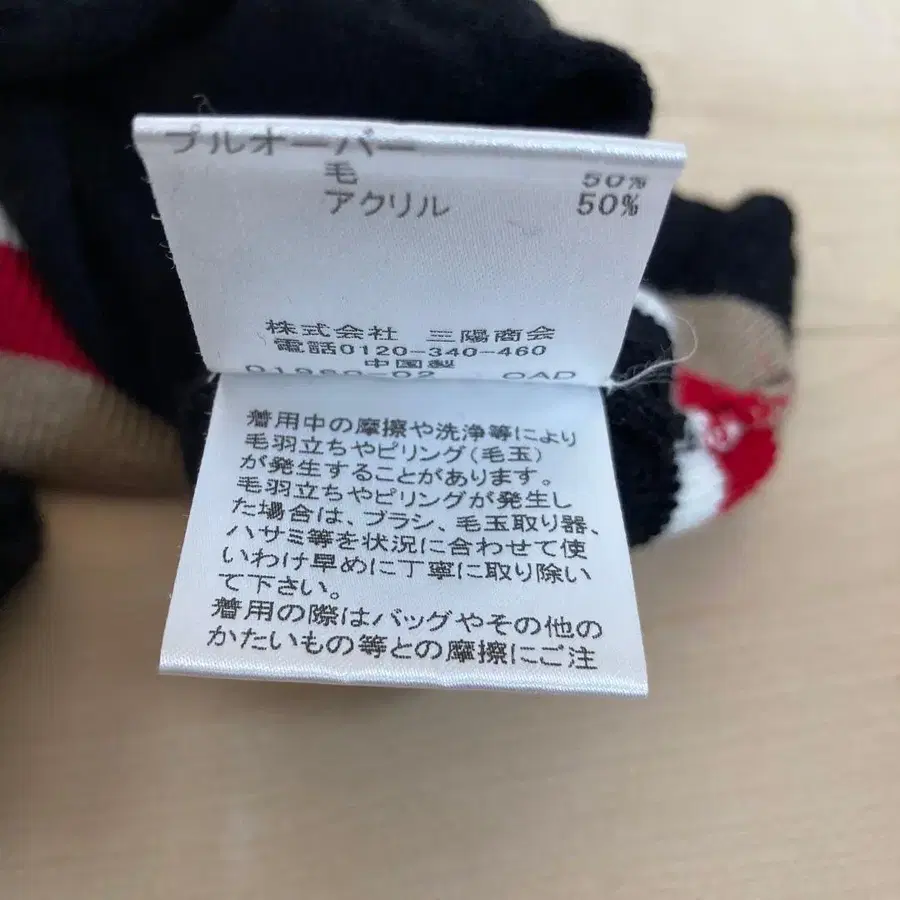 プルオーバー
毛 50%
アクリル 50%
株式会社 三陽商会
電話0120-340-460
中国製
01980-02 CAD
着用中の摩擦や洗浄等により
毛羽立ちやピリング(毛玉)
が発生することがあります。
毛羽立ちやピリングが発生し
た場合は、ブラシ、毛玉取り器、
ハサミ等を状況に合わせて使
いわけ早めに丁寧に取り除い
て下さい。
着用の際はバッグやその他の
かたいもの等との摩擦にご注